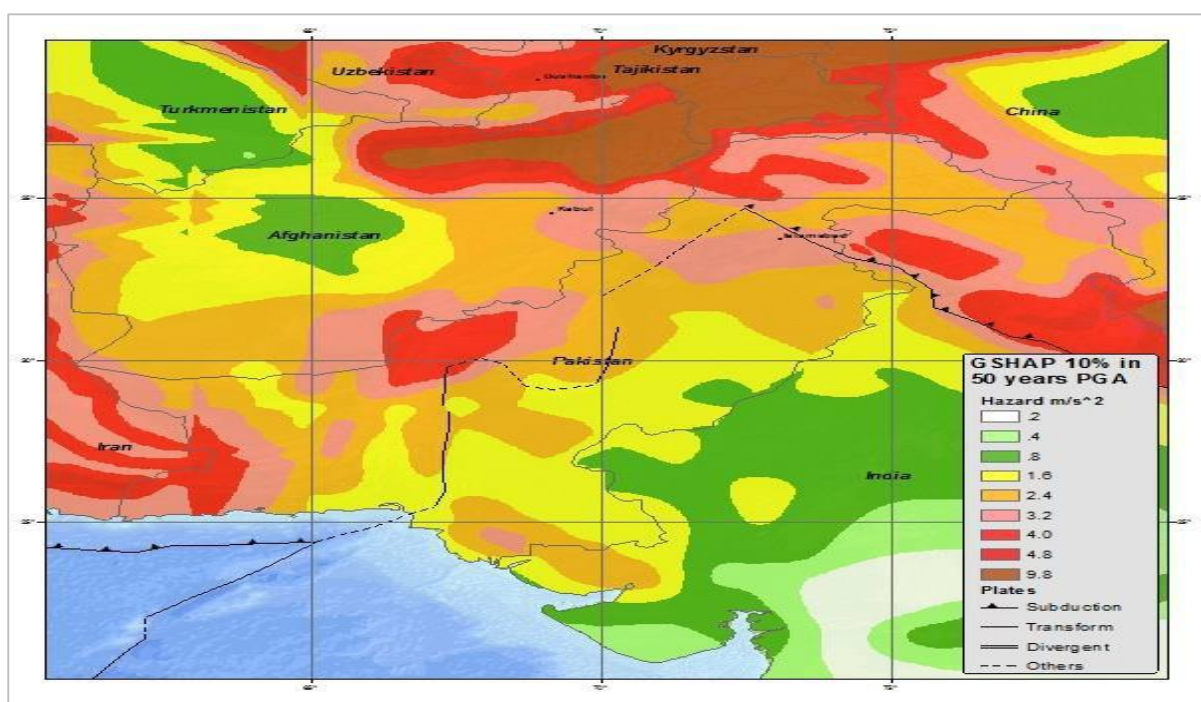 Kyrgyzstan
Uzbekistan
Tajikistan
Dushanbe
Turkmenistan
China
Kabul
Afghanistan
Islamabad
Pakistan
Iran
India
GSHAP 10% in
50 years PGA
Hazard m/s^2
.2
.4
.8
1.6
2.4
3.2
4.0
4.8
9.8
Plates
Subduction
Transform
Divergent
Others